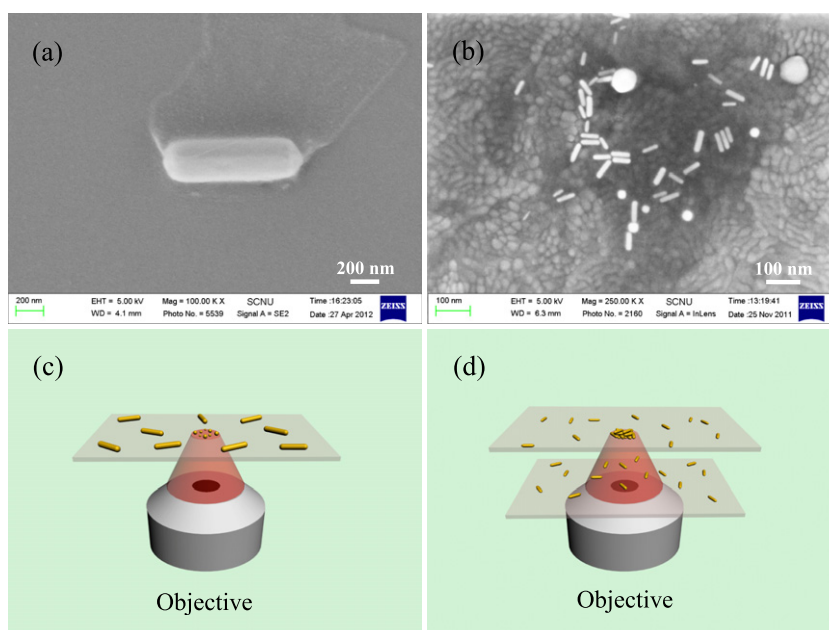 (a)
200 nm
200 nm
EHT = 5.00 kV Mag = 100.00 K X SCNU Time :16:23:05
WD = 4.1 mm Photo No. = 5539 Signal A = SE2 Date :27 Apr 2012
ZEISS
(b)
100 nm
100 nm
EHT = 5.00 kV Mag = 250.00 K X SCNU Time :13:19:41
WD = 6.3 mm Photo No. = 2160 Signal A = InLens Date :25 Nov 2011
ZEISS
(c)
Objective
(d)
Objective